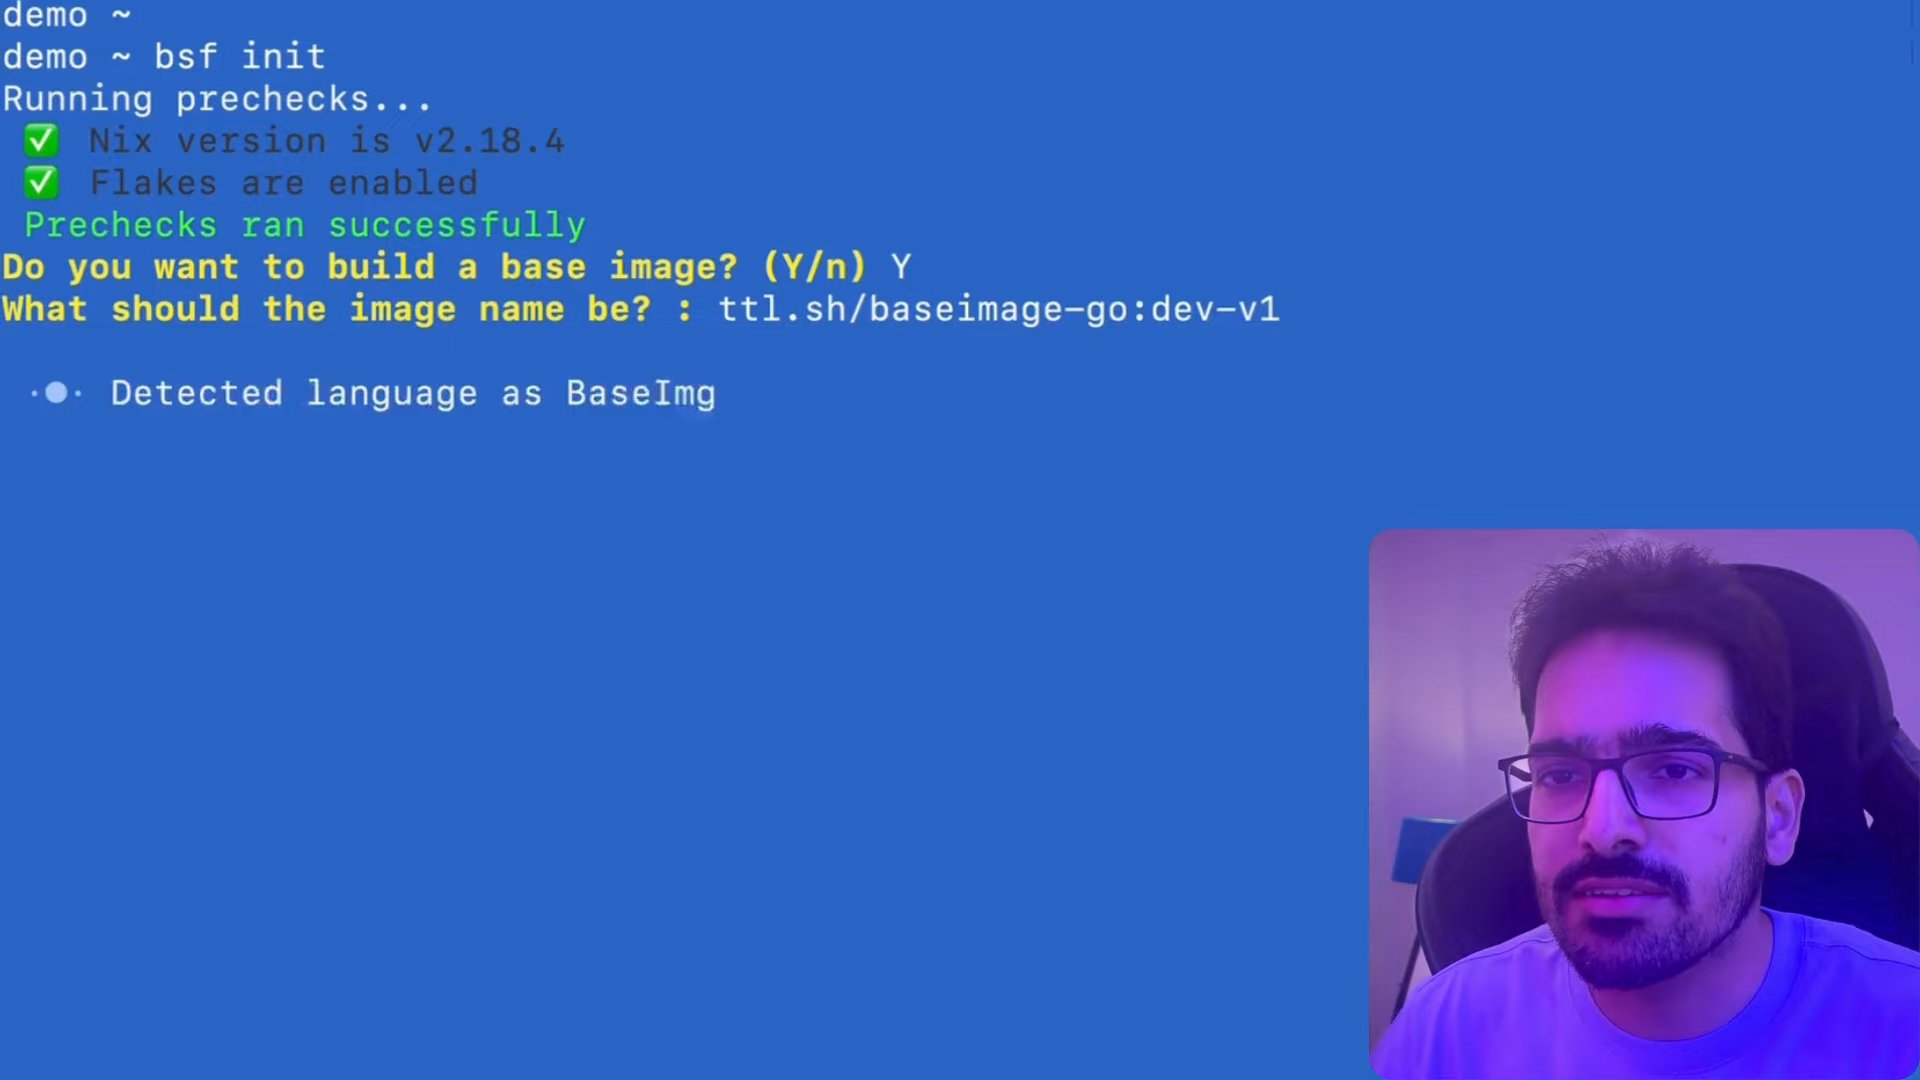 demo ~
demo ~ bsf init
Running prechecks...
✅ Nix version is v2.18.4
✅ Flakes are enabled
Prechecks ran successfully
Do you want to build a base image? (Y/n) Y
What should the image name be? : ttl.sh/baseimage-go:dev-v1
Detected language as BaseImg